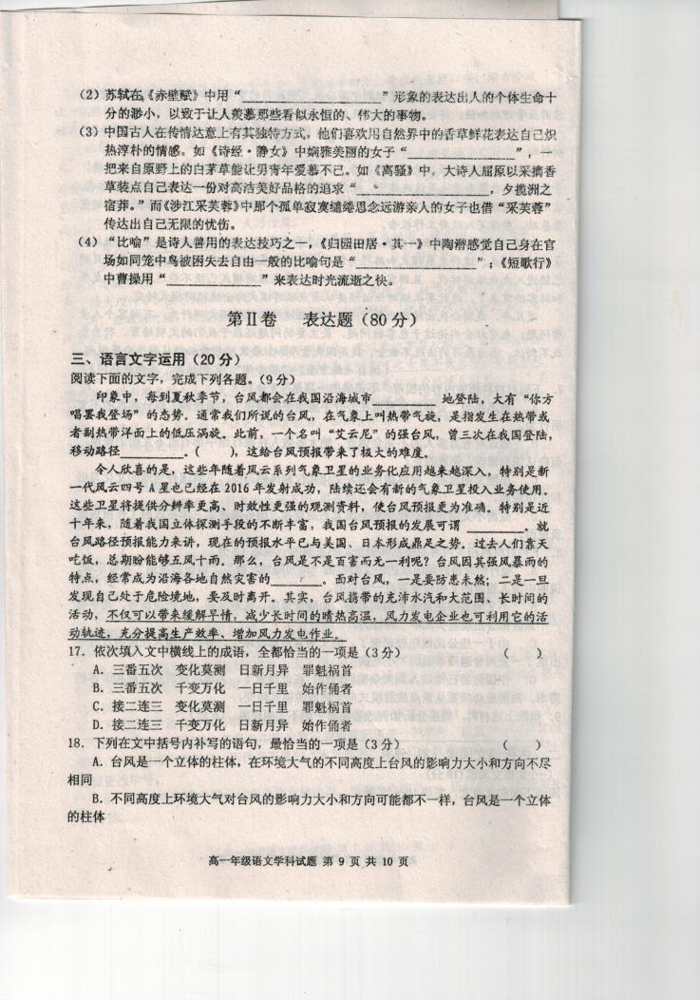 (2) 苏轼在《赤壁赋》中用“                ”形象的表达出人的个体生命十
分的渺小，以致于让人羡慕那些看似永恒的、伟大的事物。
(3) 中国古人在传情达意上有其独特方式，他们喜欢用自然界中的香草鲜花表达自己炽
热淳朴的情感。如《诗经·静女》中娴雅美丽的女子“                ”，一
把来自原野上的白茅草能让男青年爱慕不已。如《离骚》中，大诗人屈原以采摘香
草装点自己表达一份对高洁美好品格的追求“                ，夕揽洲之
宿莽。”而《涉江采芙蓉》中那个孤单寂寞缱绻思念远游亲人的女子也借“采芙蓉”
传达出自己无限的忧伤。
(4) “比喻”是诗人善用的表达技巧之一，《归园田居·其一》中陶潜感觉自己身在官
场如同笼中鸟被困失去自由一般的比喻句是“                ”；《短歌行》
中曹操用“                ”来表达时光流逝之快。
第Ⅱ卷　表达题（80 分）
三、语言文字运用（20 分）
阅读下面的文字，完成下列各题。（9 分）
印象中，每到夏秋季节，台风都会在我国沿海城市__________ 地登陆，大有“你方
唱罢我登场”的态势。通常我们所说的台风，在气象上叫热带气旋，是指发生在热带或
者副热带洋面上的低压涡旋。此前，一个名叫“艾云尼”的强台风，曾三次在我国登陆，
移动路径__________。（　），这给台风预报带来了极大的难度。
令人欣喜的是，这些年随着风云系列气象卫星的业务化应用越来越深入，特别是新
一代风云四号 A 星也已经在 2016 年发射成功，陆续还会有新的气象卫星投入业务使用。
这些卫星将提供分辨率更高、时效性更强的观测资料，使台风预报更为准确。特别是近
十年来，随着我国立体探测手段的不断丰富，我国台风预报的发展可谓 __________ 。就
台风路径预报能力来讲，现在的预报水平已与美国、日本形成鼎足之势。过去人们靠天
吃饭，总期盼能够五风十雨。那么，台风是不是百害而无一利呢？台风因其强风暴雨的
特点，经常成为沿海各地自然灾害的________。面对台风，一是要防患未然；二是一旦
发现自己处于危险境地，要及时离开。其实，台风携带的充沛水汽和大范围、长时间的
活动，不仅可以带来缓解旱情，减少长时间的晴热高温，风力发电企业也可利用它的活
动轨迹，充分提高生产效率、增加风力发电作业。
17．依次填入文中横线上的成语，全都恰当的一项是（3 分）　（　）
A．三番五次　变化莫测　日新月异　罪魁祸首
B．三番五次　千变万化　一日千里　始作俑者
C．接二连三　变化莫测　一日千里　罪魁祸首
D．接二连三　千变万化　日新月异　始作俑者
18．下列在文中括号内补写的语句，最恰当的一项是（3 分）　（　）
A．台风是一个立体的柱体，在环境大气的不同高度上台风的影响力大小和方向不尽
相同
B．不同高度上环境大气对台风的影响力大小和方向可能都不一样，台风是一个立体
的柱体
高一年级语文学科试题 第 9 页 共 10 页